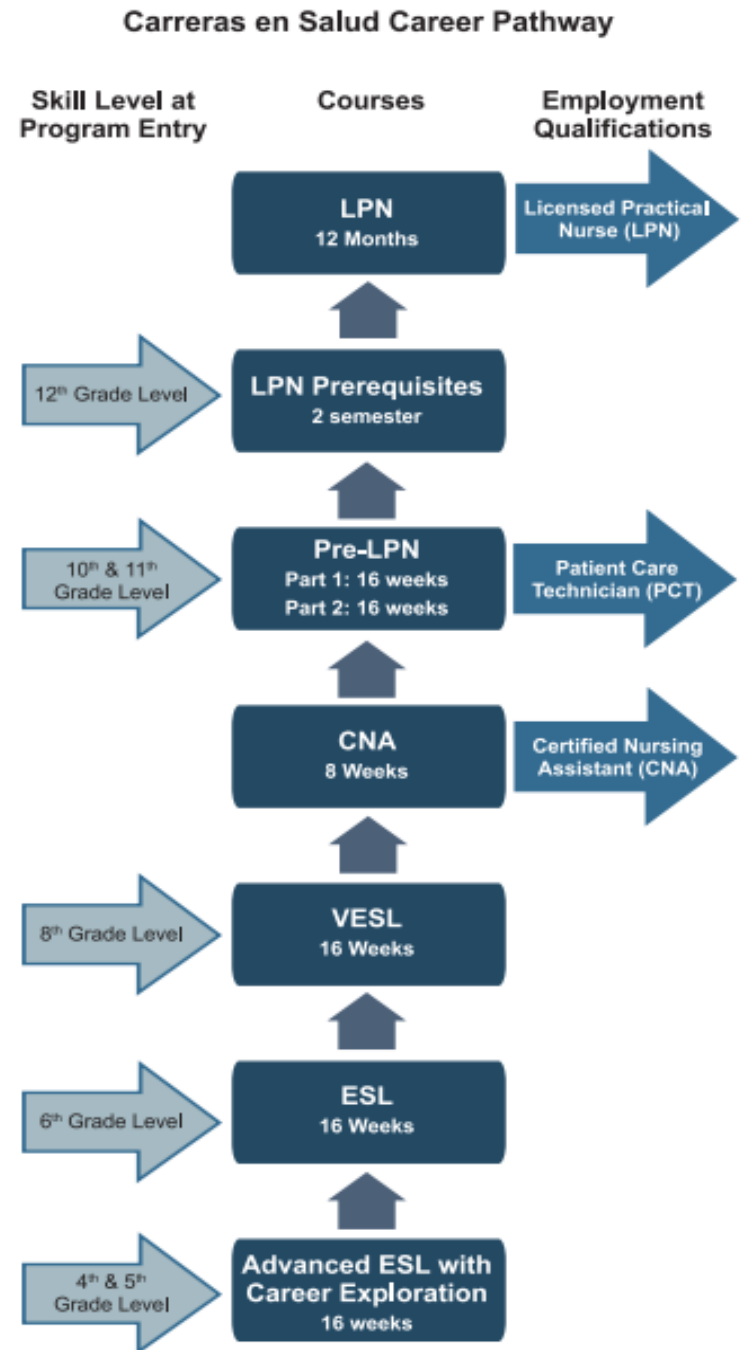 Carreras en Salud Career Pathway
Skill Level at
Program Entry
Courses
Employment
Qualifications
LPN
12 Months
Licensed Practical
Nurse (LPN)
12th Grade Level
LPN Prerequisites
2 semester
10th & 11th
Grade Level
Pre-LPN
Part 1: 16 weeks
Part 2: 16 weeks
Patient Care
Technician (PCT)
CNA
8 Weeks
Certified Nursing
Assistant (CNA)
8th Grade Level
VESL
16 Weeks
6th Grade Level
ESL
16 Weeks
4th & 5th
Grade Level
Advanced ESL with
Career Exploration
16 weeks